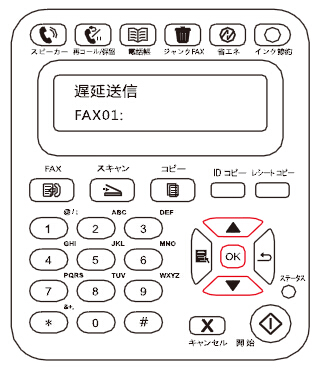 スピーカー 再コール/保留 電話帳 ジャンクFAX 省エネ インク節約
遅延送信
FAX01:
FAX スキャン コピー IDコピー レシートコピー
@/:
1
ABC
2
DEF
3
GHI
4
JKL
5
MNO
6
OK
PQRS
7
TUV
8
WXYZ
9
ステータス
*
&+,
0
#
X
キャンセル 開始